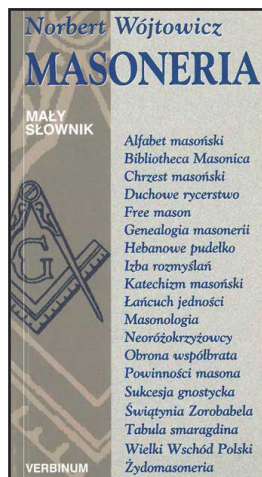 Norbert Wójtowicz
MASONERIA
MAŁY
SŁOWNIK
Alfabet masoński
Bibliotheca Masonica
Chrzest masoński
Duchowe rycerstwo
Free mason
Genealogia masonerii
Hebanowe pudełko
Izba rozmyślań
Katechizm masoński
Łańcuch jedności
Masonologia
Neoróżokrzyżowcy
Obrona współbrata
Powinności masona
Sukcesja gnostycka
Świątynia Zorobabela
Tabula smaragdina
Wielki Wschód Polski
Żydomasoneria
G
VERBINUM